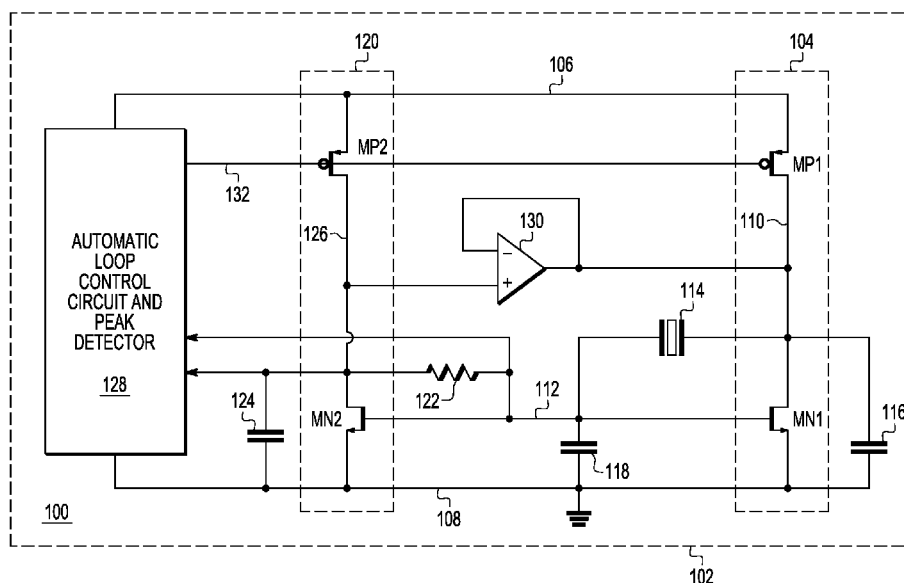 120
104
106
MP2
MP1
132
130
126
110
−
+
AUTOMATIC
LOOP
CONTROL
CIRCUIT AND
PEAK
DETECTOR
128
114
122
112
124
MN2
MN1
116
118
100
108
102